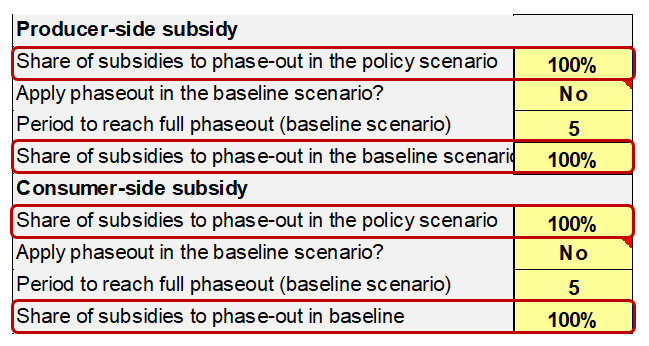 Producer-side subsidy
Share of subsidies to phase-out in the policy scenario 100%
Apply phaseout in the baseline scenario? No
Period to reach full phaseout (baseline scenario) 5
Share of subsidies to phase-out in the baseline scenario 100%
Consumer-side subsidy
Share of subsidies to phase-out in the policy scenario 100%
Apply phaseout in the baseline scenario? No
Period to reach full phaseout (baseline scenario) 5
Share of subsidies to phase-out in baseline 100%